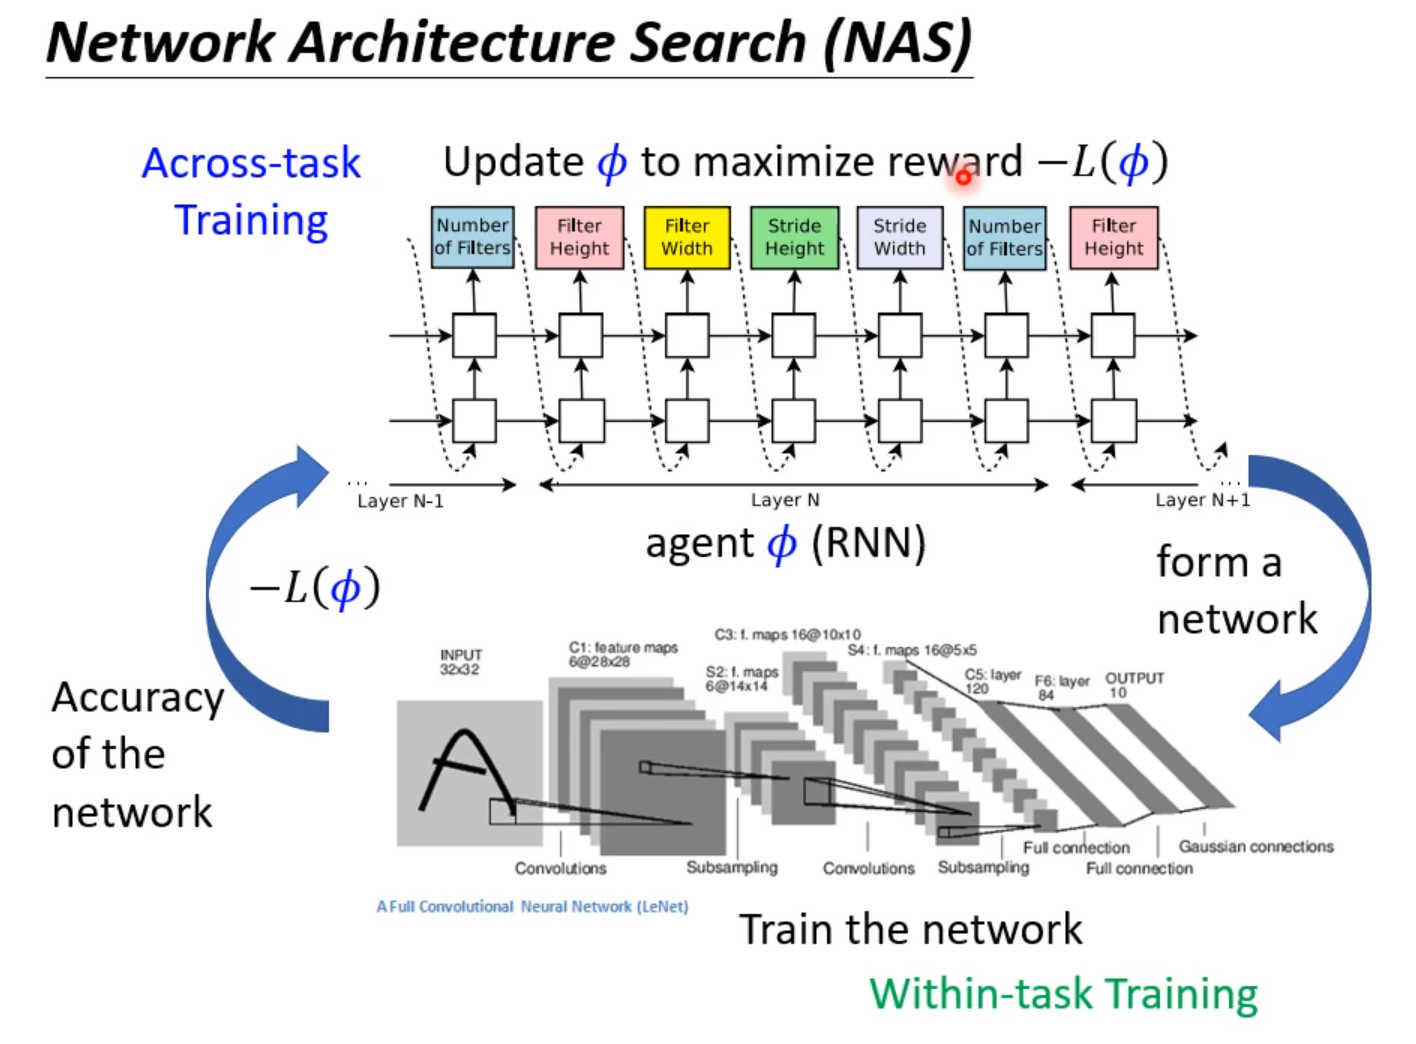 Network Architecture Search (NAS)
Across-task
Training
Update ϕ to maximize reward −L(ϕ)
Number
of Filters
Filter
Height
Filter
Width
Stride
Height
Stride
Width
Number
of Filters
Filter
Height
...
Layer N-1
Layer N
...
Layer N+1
agent ϕ (RNN)
form a
network
−L(ϕ)
Accuracy
of the
network
INPUT
32x32
C1: feature maps
6@28x28
S2: f. maps
6@14x14
C3: f. maps 16@10x10
S4: f. maps 16@5x5
C5: layer
120
F6: layer
84
OUTPUT
10
A
Convolutions
Subsampling
Convolutions
Subsampling
Full connection
Full connection
Gaussian connections
A Full Convolutional Neural Network (LeNet)
Train the network
Within-task Training